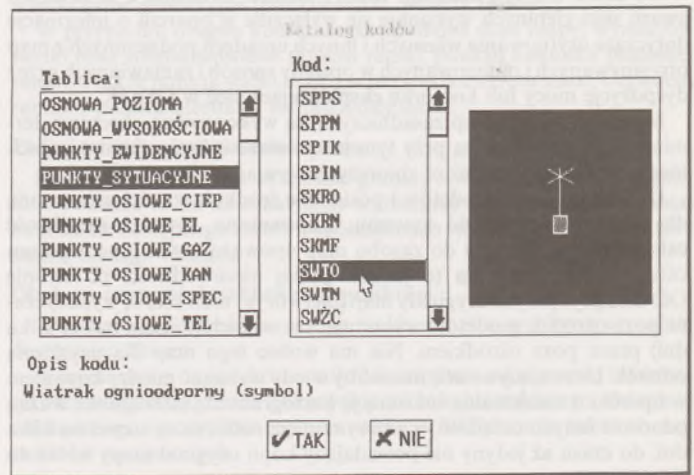 Katalog kodów
Tablica:
OSNOWA_POZIOMA
OSNOWA_WYSOKOŚCIOWA
PUNKTY_EWIDENCYJNE
PUNKTY_SYTUACYJNE
PUNKTY_OSIOWE_CIEP
PUNKTY_OSIOWE_EL
PUNKTY_OSIOWE_GAZ
PUNKTY_OSIOWE_KAN
PUNKTY_OSIOWE_SPEC
PUNKTY_OSIOWE_TEL
Kod:
SPPS
SPPN
SPIK
SPIN
SKRO
SKRN
SKMF
SWTO
SWTN
SWŻC
Opis kodu:
Wiatrak ognioodporny (symbol)
TAK
NIE